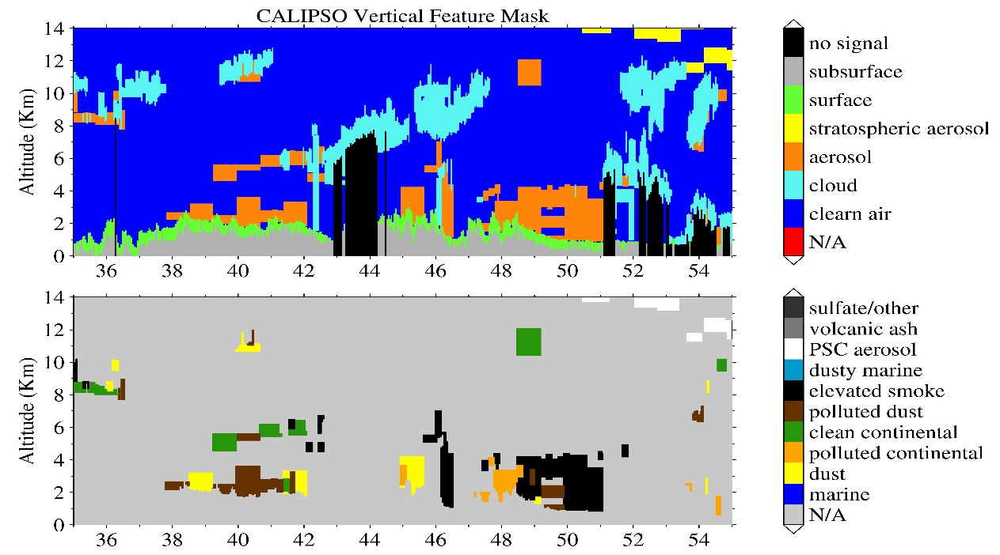 CALIPSO Vertical Feature Mask
14
12
10
8
6
4
2
0
Altitude (Km)
36 38 40 42 44 46 48 50 52 54
no signal
subsurface
surface
stratospheric aerosol
aerosol
cloud
clearn air
N/A
14
12
10
8
6
4
2
0
Altitude (Km)
36 38 40 42 44 46 48 50 52 54
sulfate/other
volcanic ash
PSC aerosol
dusty marine
elevated smoke
polluted dust
clean continental
polluted continental
dust
marine
N/A